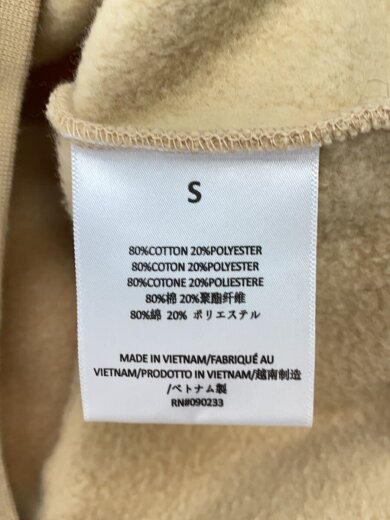 S
80%COTTON 20%POLYESTER
80%COTON 20%POLYESTER
80%COTONE 20%POLIESTERE
80%棉 20%聚酯纤维
80%綿 20% ポリエステル
MADE IN VIETNAM/FABRIQUÉ AU
VIETNAM/PRODOTTO IN VIETNAM/越南制造
/ベトナム製
RN#090233